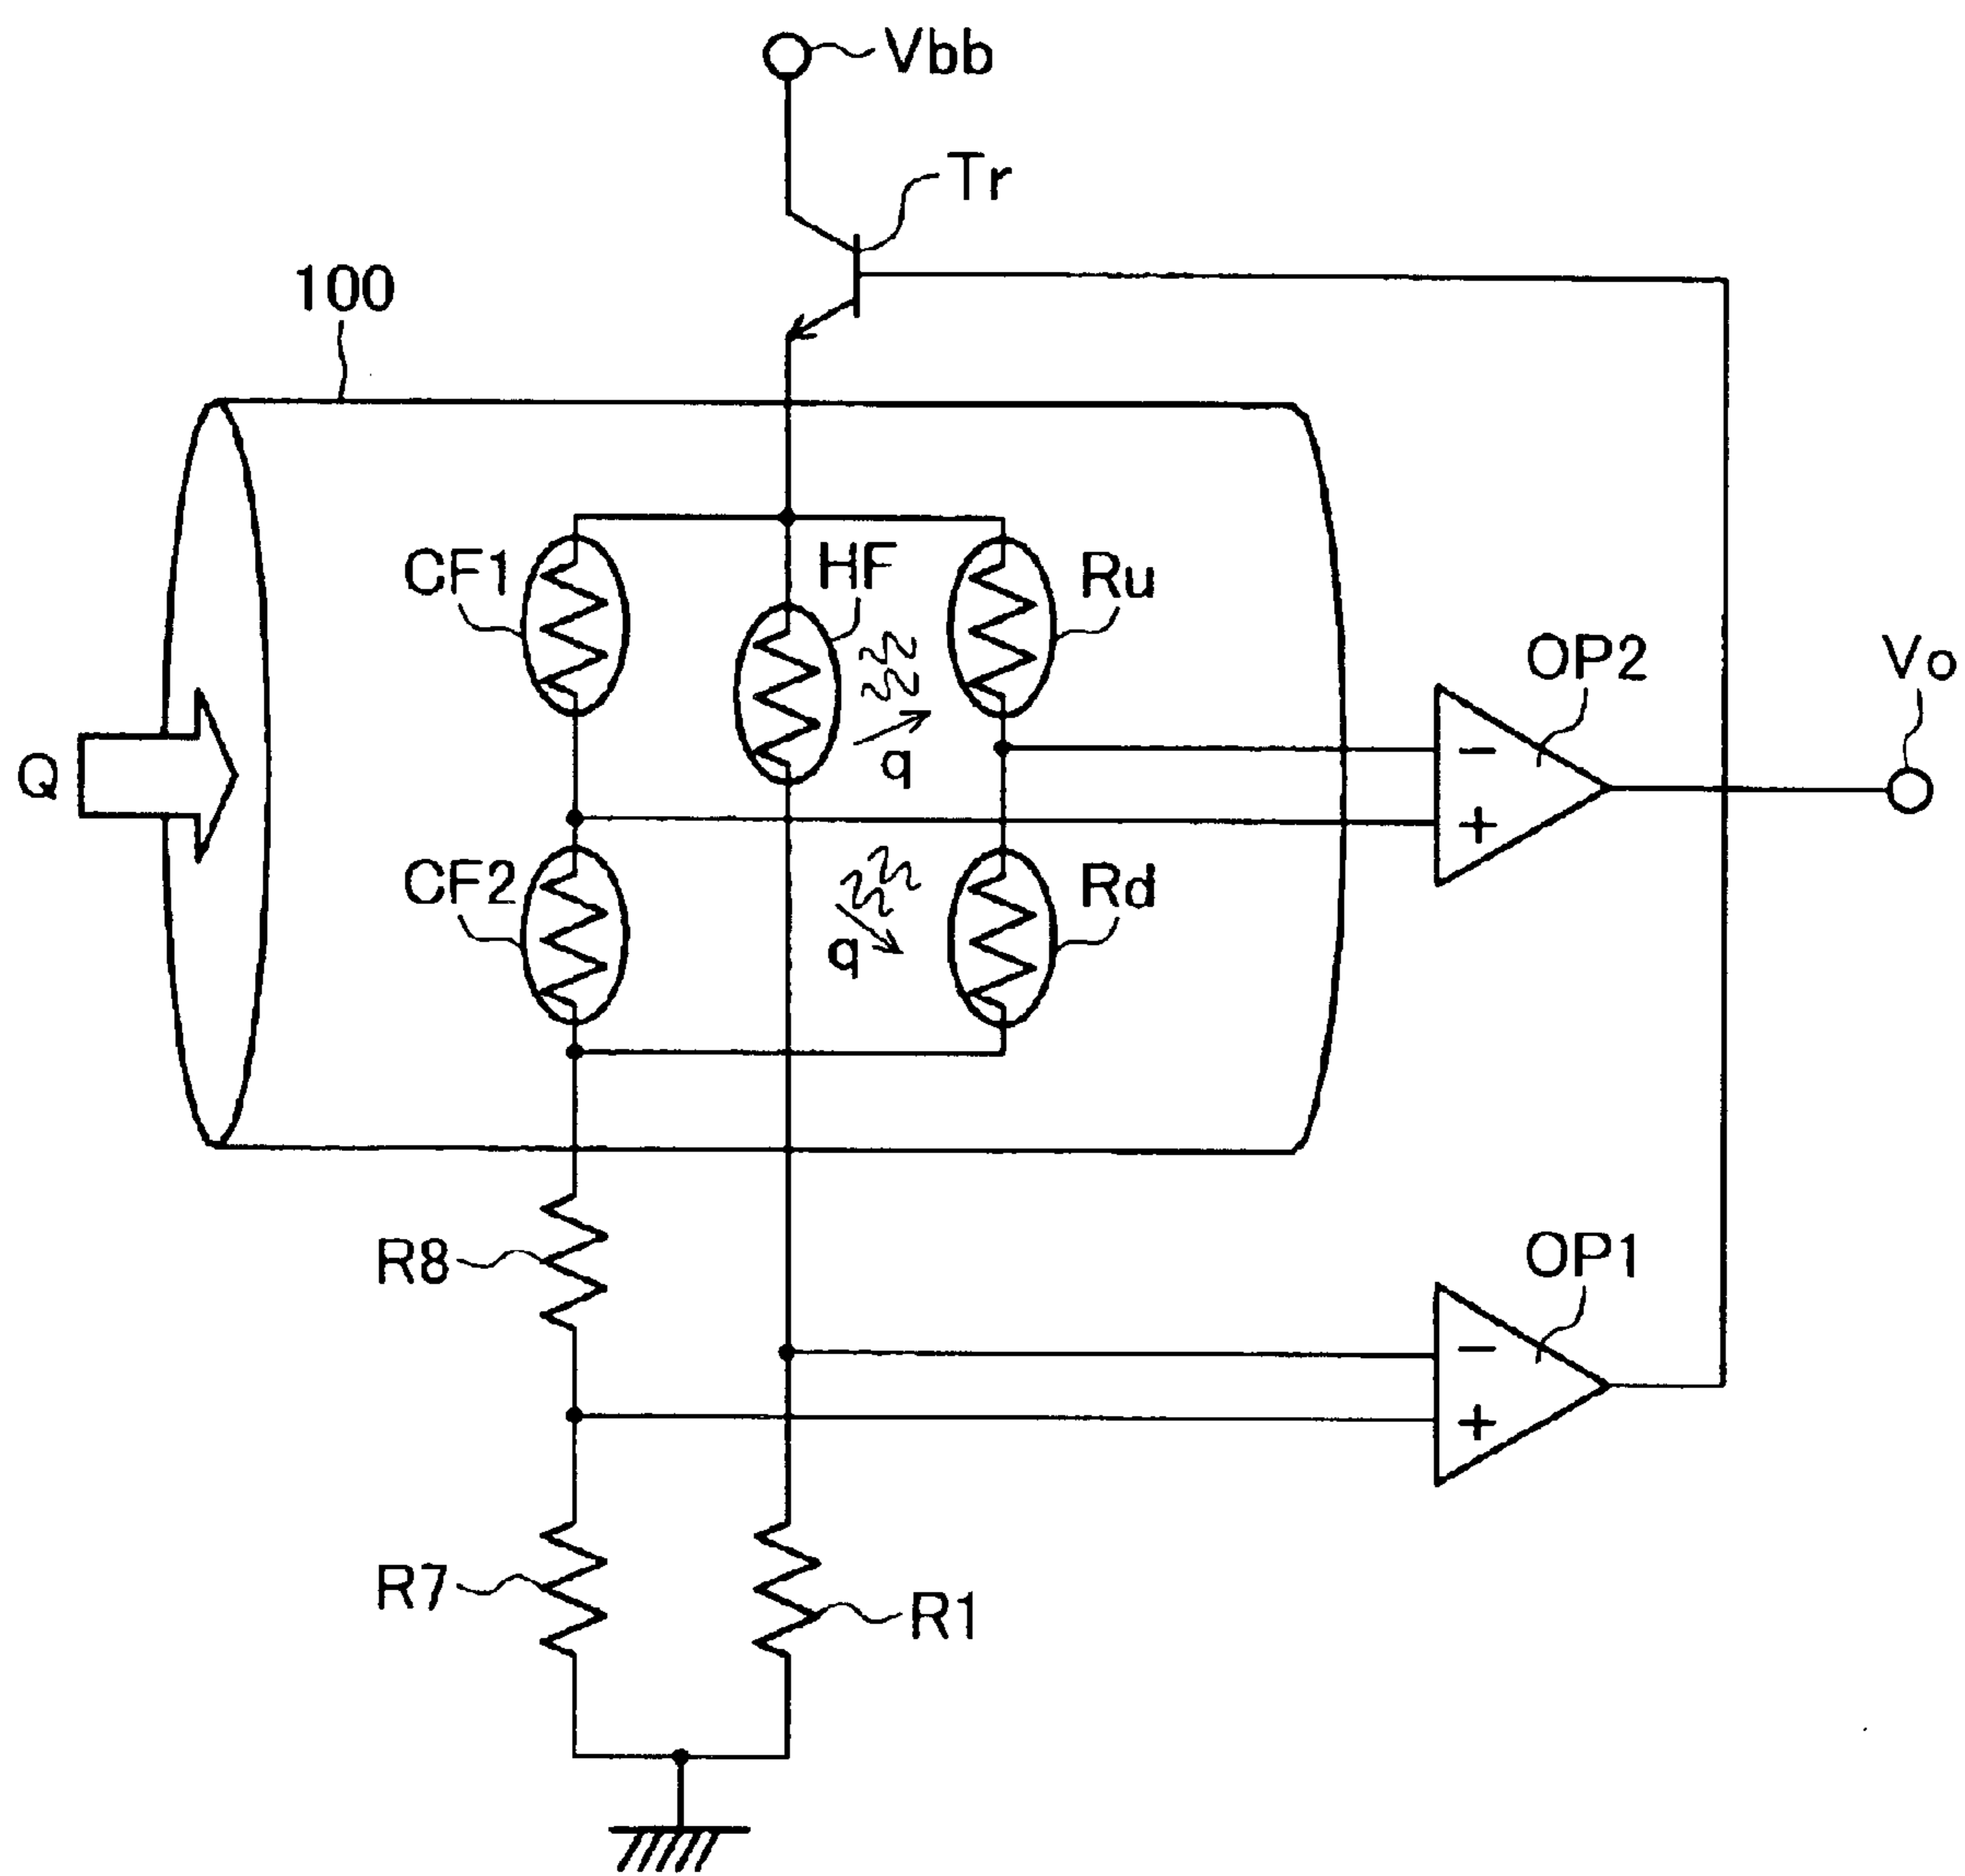 Vbb
Tr
100
CF1
HF
Ru
OP2
Vo
q
Q
−
+
CF2
Rd
q
R8
OP1
−
+
R7
R1